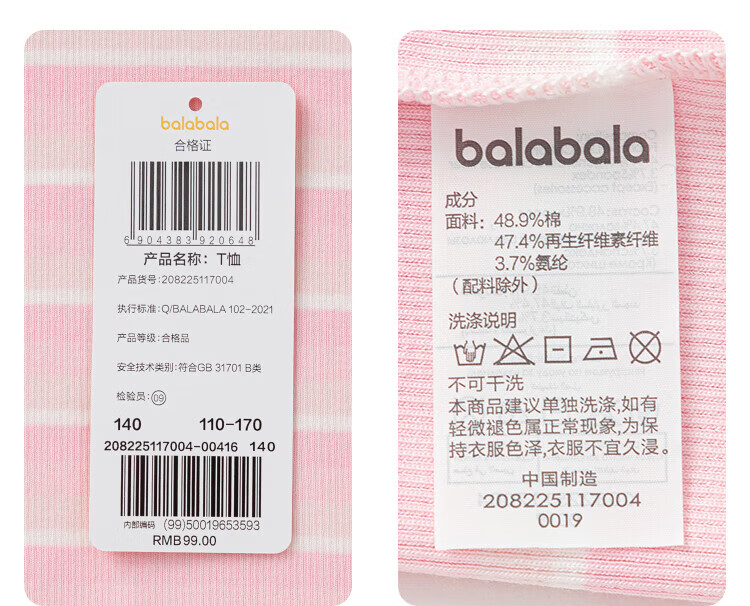 balabala
合格证
6 904383 920648
产品名称：T恤
产品货号:208225117004
执行标准:Q/BALABALA 102-2021
产品等级:合格品
安全技术类别:符合GB 31701 B类
检验员:09
140 110-170
208225117004-00416 140
内部编码 (99)50019653593
RMB99.00
balabala
成分
面料: 48.9%棉
47.4%再生纤维素纤维
3.7%氨纶
(配料除外)
洗涤说明
不可干洗
本商品建议单独洗涤,如有
轻微褪色属正常现象,为保
持衣服色泽,衣服不宜久浸。
中国制造
208225117004
0019